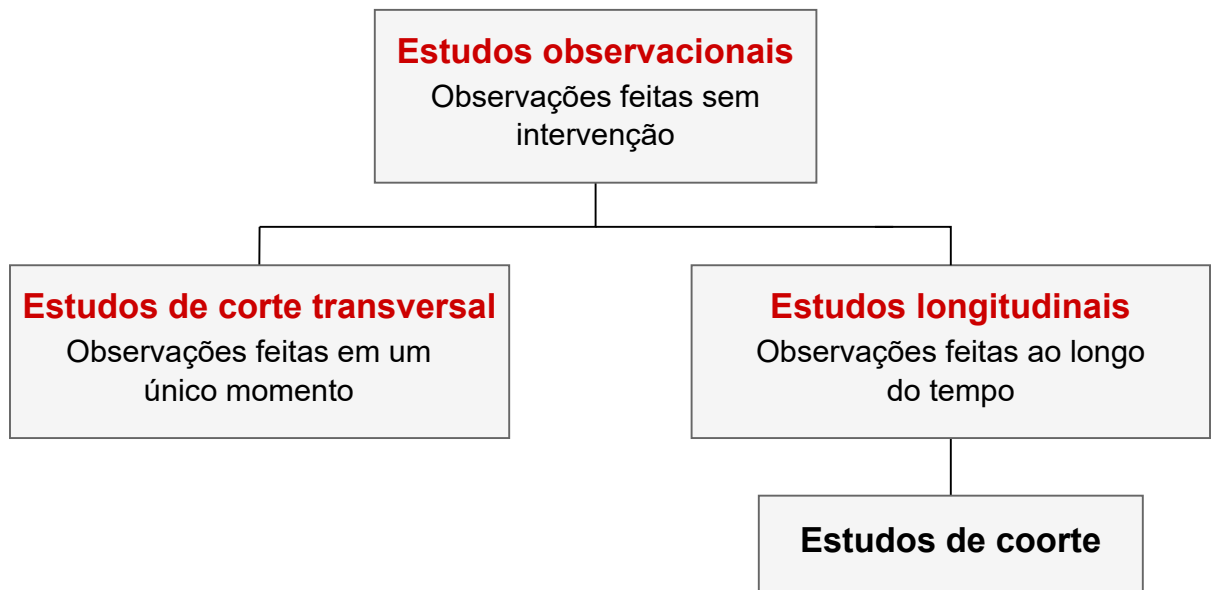 Estudos observacionais
Observações feitas sem
intervenção
Estudos de corte transversal
Observações feitas em um
único momento
Estudos longitudinais
Observações feitas ao longo
do tempo
Estudos de coorte